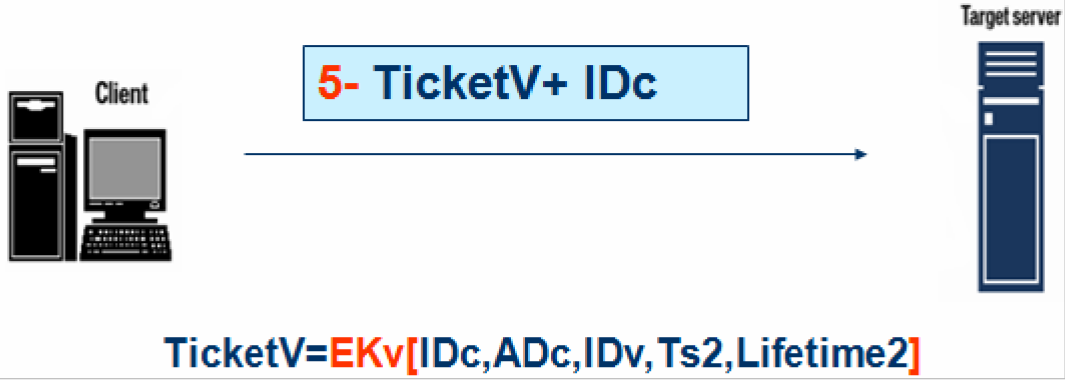 Target server
5- TicketV+ IDc
Client
TicketV=EKv[IDc,ADc,IDv,Ts2,Lifetime2]